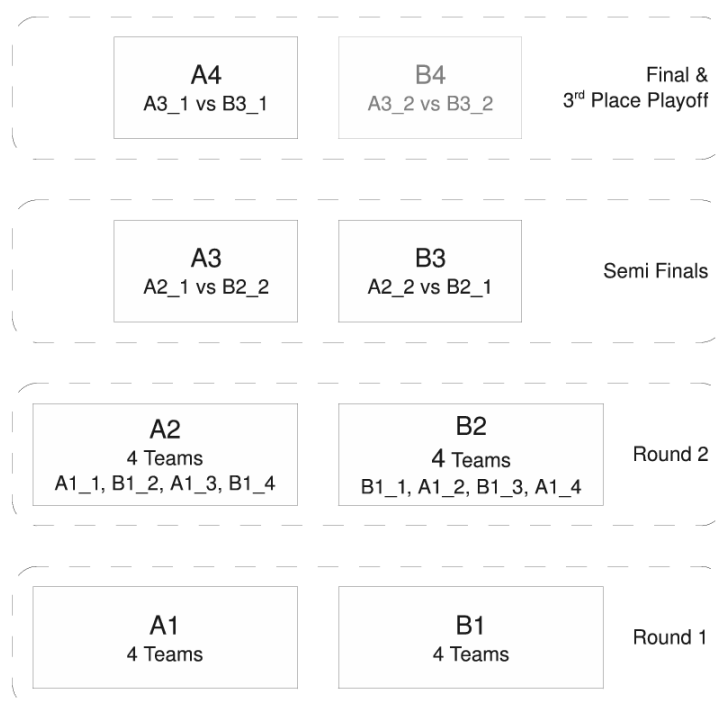 A4
A3_1 vs B3_1
B4
A3_2 vs B3_2
Final &
3rd Place Playoff
A3
A2_1 vs B2_2
B3
A2_2 vs B2_1
Semi Finals
A2
4 Teams
A1_1, B1_2, A1_3, B1_4
B2
4 Teams
B1_1, A1_2, B1_3, A1_4
Round 2
A1
4 Teams
B1
4 Teams
Round 1